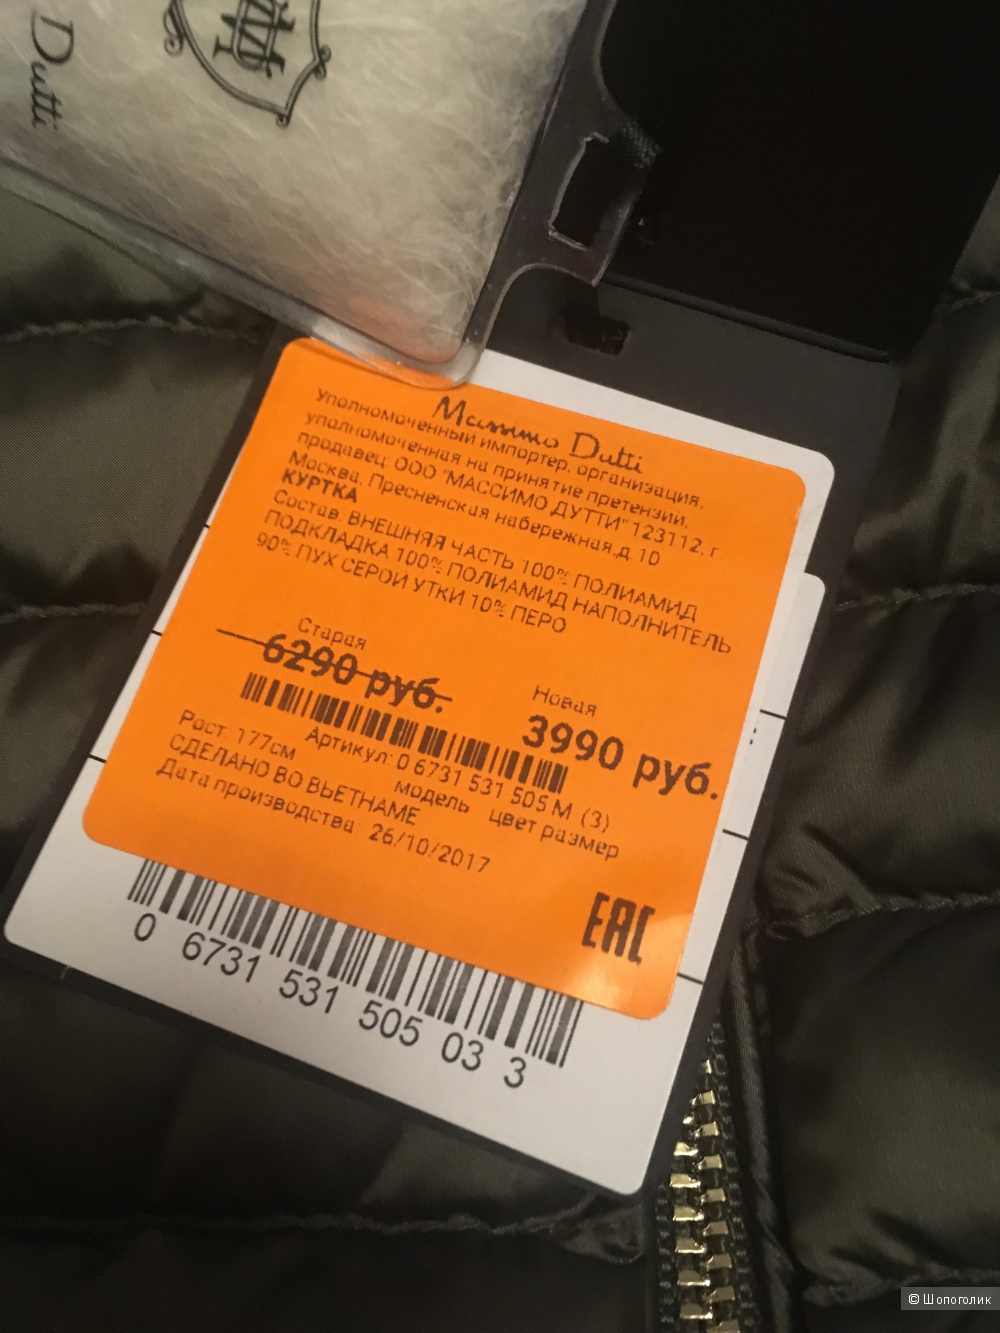 Dutti
Massimo Dutti
Уполномоченный импортер, организация,
уполномоченная на принятие претензий,
продавец: ООО "МАССИМО ДУТТИ" 123112, г.
Москва, Пресненская набережная,д 10
КУРТКА
Состав: ВНЕШНЯЯ ЧАСТЬ 100% ПОЛИАМИД
ПОДКЛАДКА 100% ПОЛИАМИД НАПОЛНИТЕЛЬ
90% ПУХ СЕРОЙ УТКИ 10% ПЕРО
Старая
6290 руб.
Новая
3990 руб.
Артикул: 0 6731 531 505 M (3)
модель цвет размер
Рост: 177см
СДЕЛАНО ВО ВЬЕТНАМЕ
Дата производства: 26/10/2017
EAC
0 6731 531 505 03 3
© Шопоголик